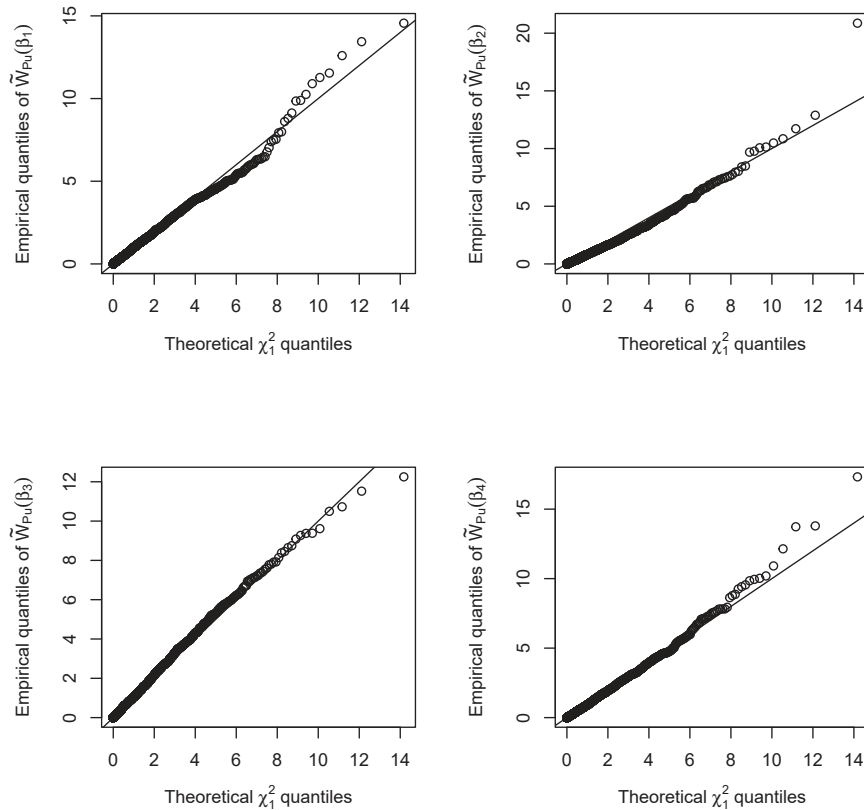 Empirical quantiles of W̃Pu(β1)
0 5 10 15
0 2 4 6 8 10 12 14
Theoretical χ²₁ quantiles
Empirical quantiles of W̃Pu(β2)
0 5 10 15 20
0 2 4 6 8 10 12 14
Theoretical χ²₁ quantiles
Empirical quantiles of W̃Pu(β3)
0 2 4 6 8 10 12
0 2 4 6 8 10 12 14
Theoretical χ²₁ quantiles
Empirical quantiles of W̃Pu(β4)
0 5 10 15
0 2 4 6 8 10 12 14
Theoretical χ²₁ quantiles